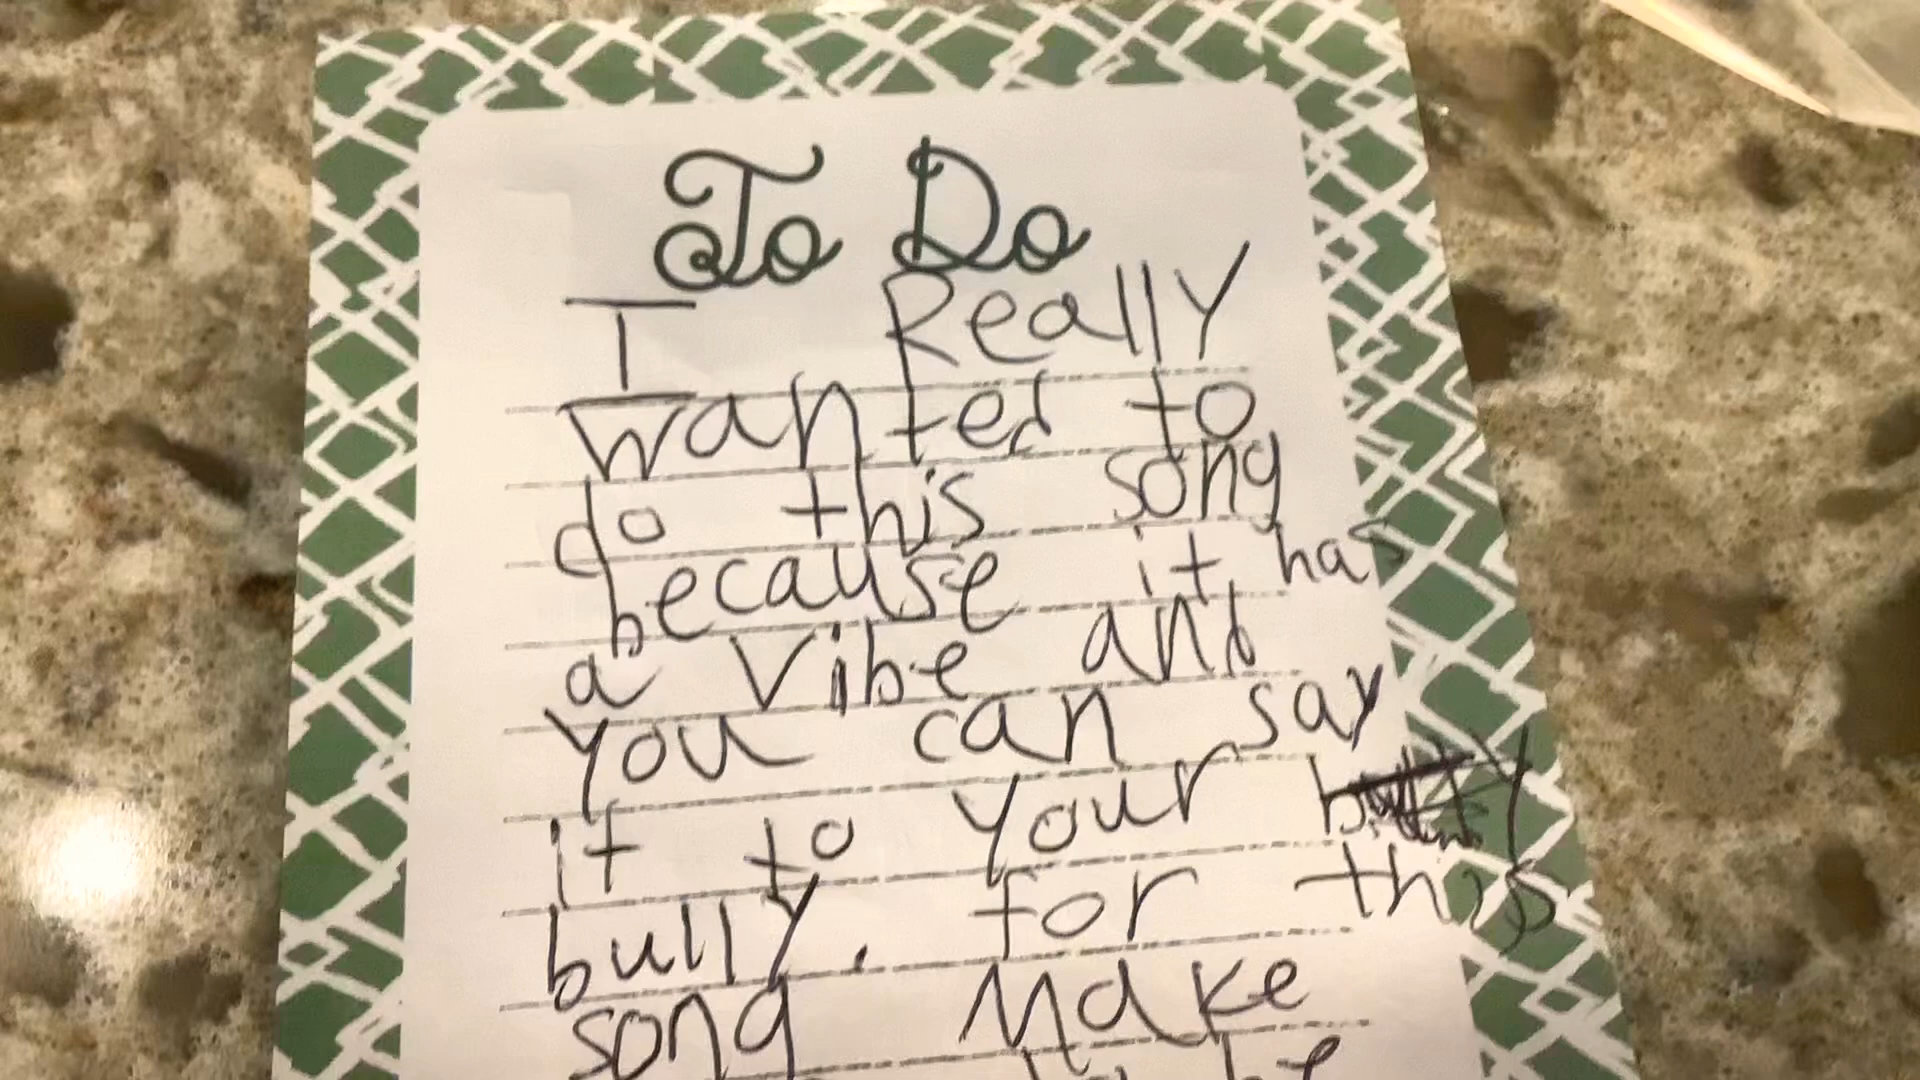 To Do
I Really
wanted to
do this song
because it has
a Vibe and
you can say
it to your
bully. for this
song Make
be